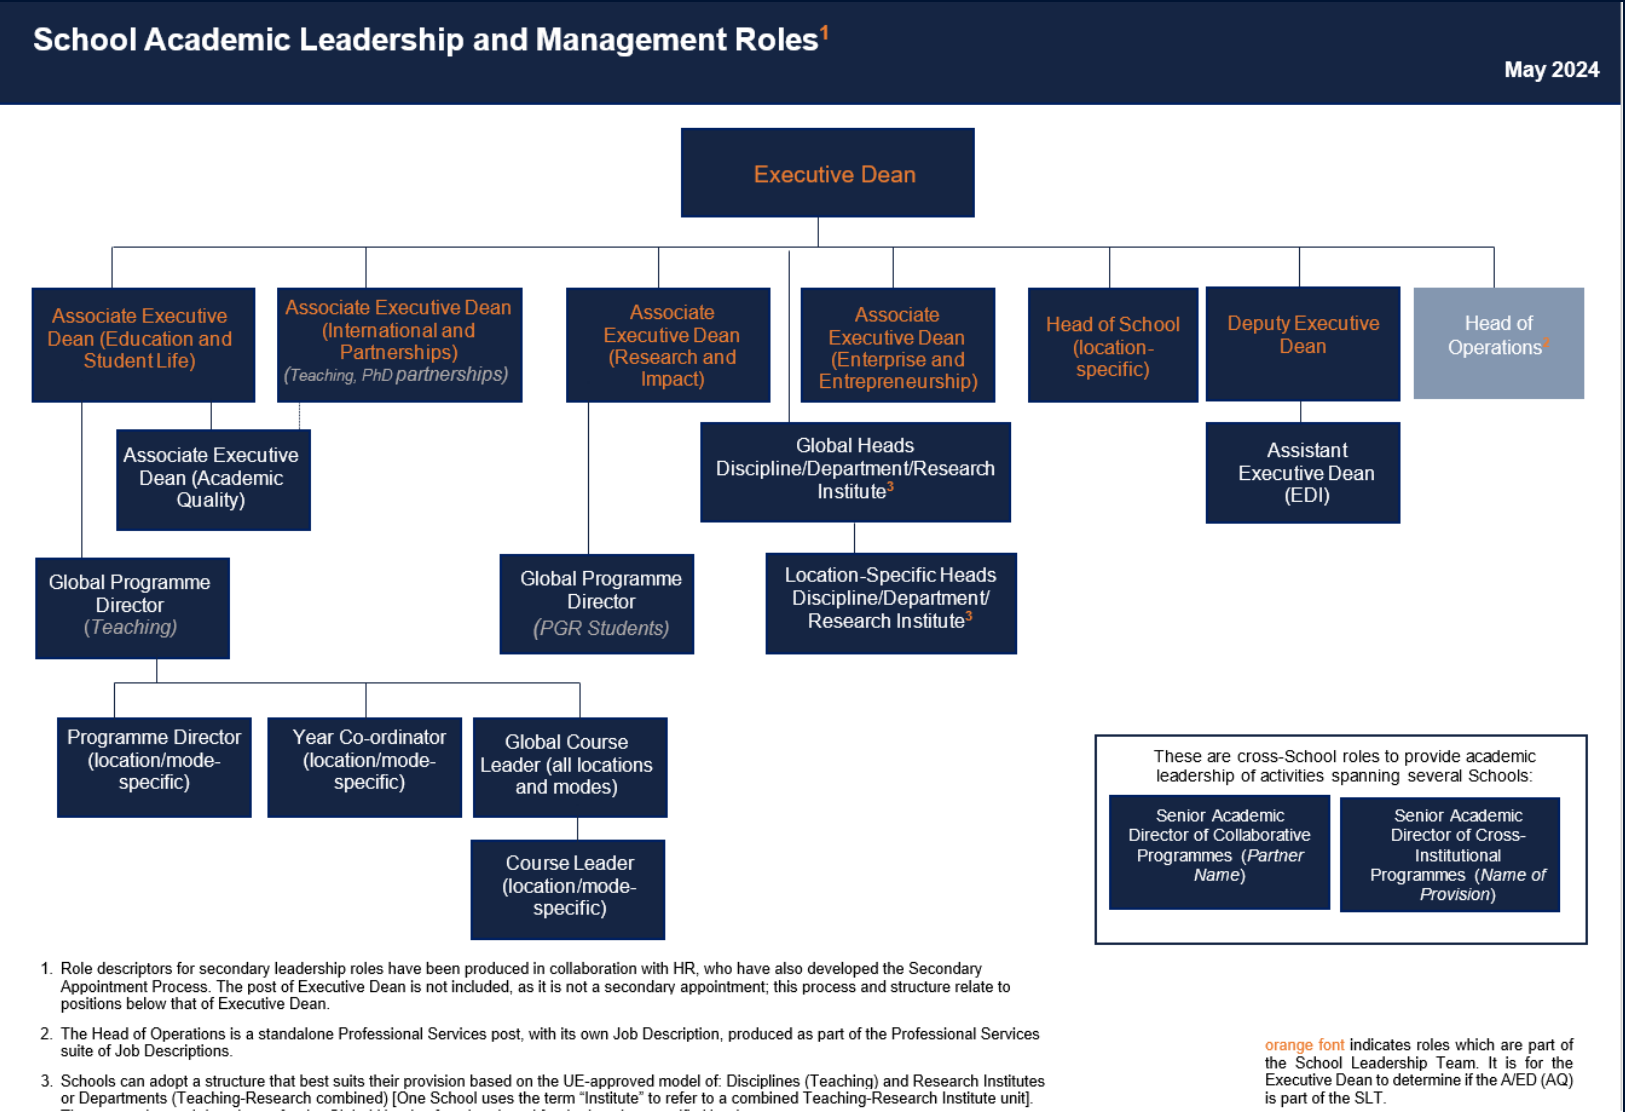 School Academic Leadership and Management Roles1
May 2024
Executive Dean
Associate Executive
Dean (Education and
Student Life)
Associate Executive Dean
(International and
Partnerships)
(Teaching, PhD partnerships)
Associate
Executive Dean
(Research and
Impact)
Associate
Executive Dean
(Enterprise and
Entrepreneurship)
Head of School
(location-
specific)
Deputy Executive
Dean
Head of
Operations2
Associate Executive
Dean (Academic
Quality)
Global Heads
Discipline/Department/Research
Institute3
Assistant
Executive Dean
(EDI)
Global Programme
Director
(Teaching)
Global Programme
Director
(PGR Students)
Location-Specific Heads
Discipline/Department/
Research Institute3
Programme Director
(location/mode-
specific)
Year Co-ordinator
(location/mode-
specific)
Global Course
Leader (all locations
and modes)
Course Leader
(location/mode-
specific)
These are cross-School roles to provide academic
leadership of activities spanning several Schools:
Senior Academic
Director of Collaborative
Programmes (Partner
Name)
Senior Academic
Director of Cross-
Institutional
Programmes (Name of
Provision)
1. Role descriptors for secondary leadership roles have been produced in collaboration with HR, who have also developed the Secondary
Appointment Process. The post of Executive Dean is not included, as it is not a secondary appointment; this process and structure relate to
positions below that of Executive Dean.
2. The Head of Operations is a standalone Professional Services post, with its own Job Description, produced as part of the Professional Services
suite of Job Descriptions.
3. Schools can adopt a structure that best suits their provision based on the UE-approved model of: Disciplines (Teaching) and Research Institutes
or Departments (Teaching-Research combined) [One School uses the term “Institute” to refer to a combined Teaching-Research Institute unit].
orange font indicates roles which are part of
the School Leadership Team. It is for the
Executive Dean to determine if the A/ED (AQ)
is part of the SLT.